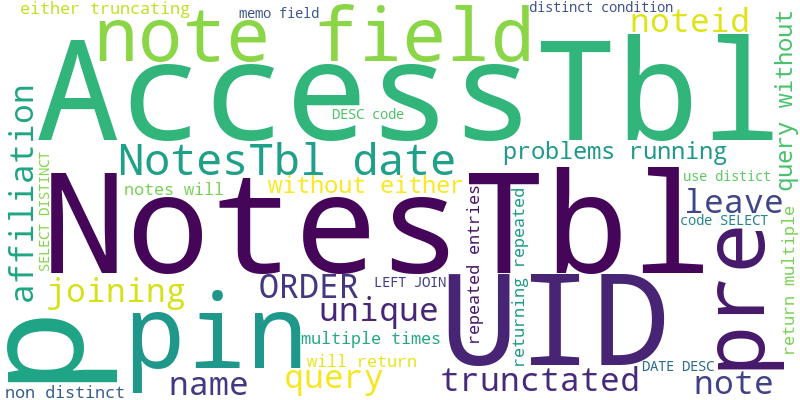 either truncating
memo field
distinct condition
note field
noteid
AccessTbl
query without
DESC code
affiliation
NotesTbl date
problems running
SELECT DISTINCT
notes will
without either
use distict
NotesTbl
repeated entries
returning repeated
leave
code SELECT
pre
return multiple
joining
ORDER
LEFT JOIN
UID
unique
p
pin
multiple times
will return
DATE DESC
name
query
trunctated
note
non distinct